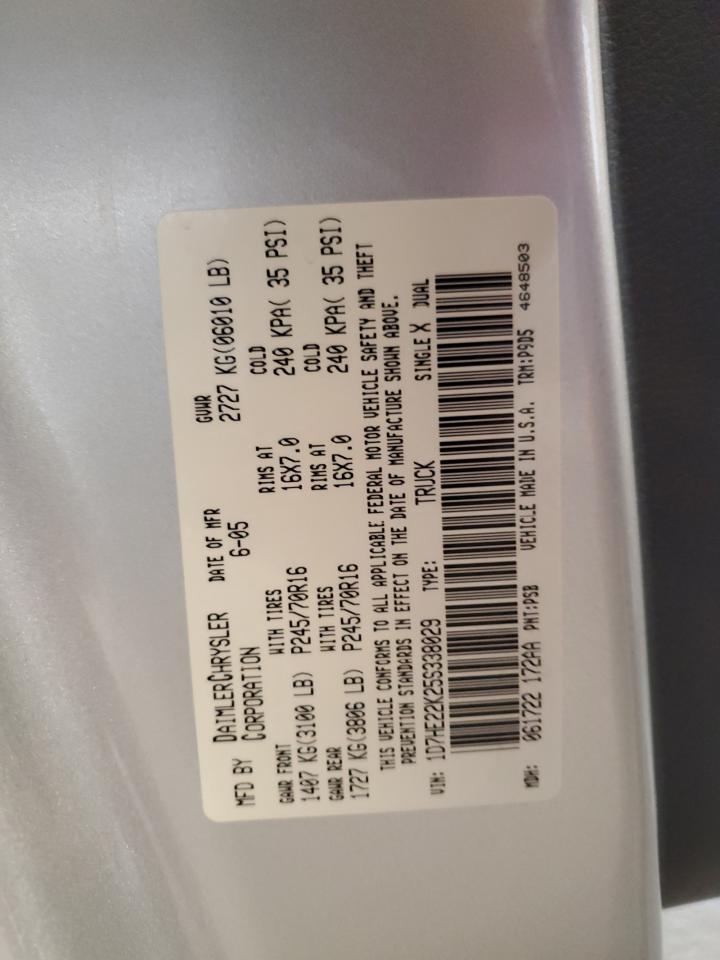 MFD BY DAIMLERCHRYSLER CORPORATION
DATE OF MFR 6-05
GVWR 2727 KG(06010 LB)
GAWR FRONT WITH TIRES RIMS AT COLD
1407 KG(3100 LB) P245/70R16 16X7.0 240 KPA( 35 PSI)
GAWR REAR WITH TIRES RIMS AT COLD
1727 KG(3806 LB) P245/70R16 16X7.0 240 KPA( 35 PSI)
THIS VEHICLE CONFORMS TO ALL APPLICABLE FEDERAL MOTOR VEHICLE SAFETY AND THEFT
PREVENTION STANDARDS IN EFFECT ON THE DATE OF MANUFACTURE SHOWN ABOVE.
VIN: 1D7HE22K25S338029 TYPE: TRUCK SINGLE X DUAL
MDH: 061722 172AA PNT:PSB VEHICLE MADE IN U.S.A. TRM:P9D5 4648503